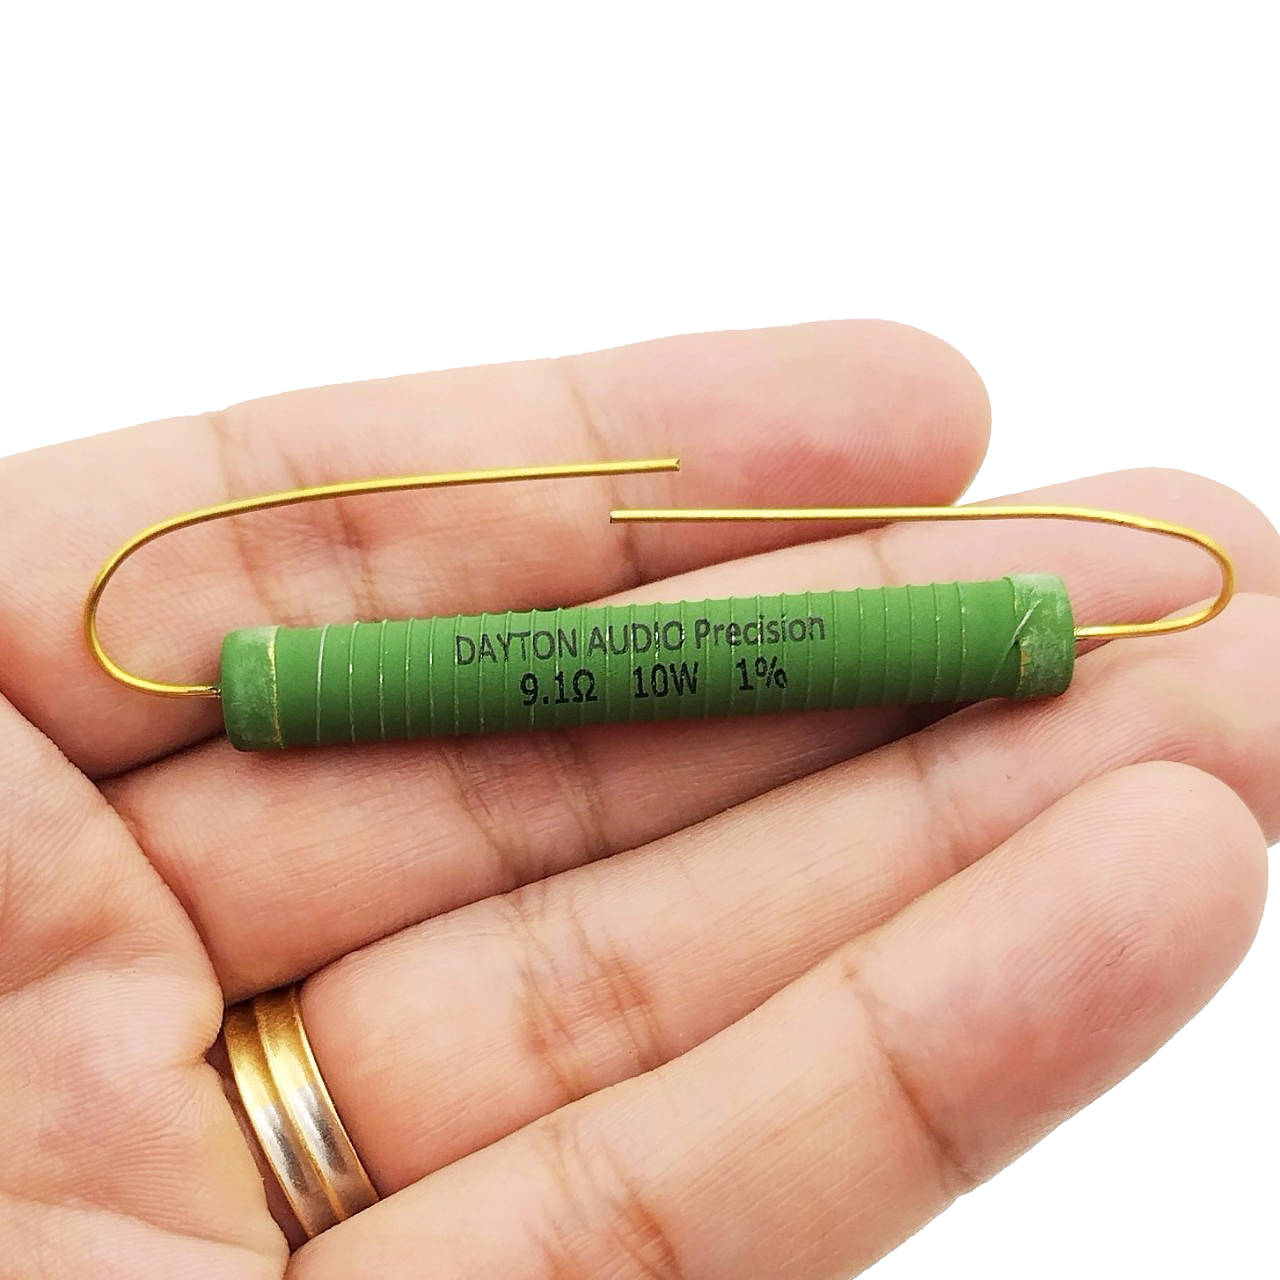 DAYTON AUDIO Precision
9.1Ω 10W 1%